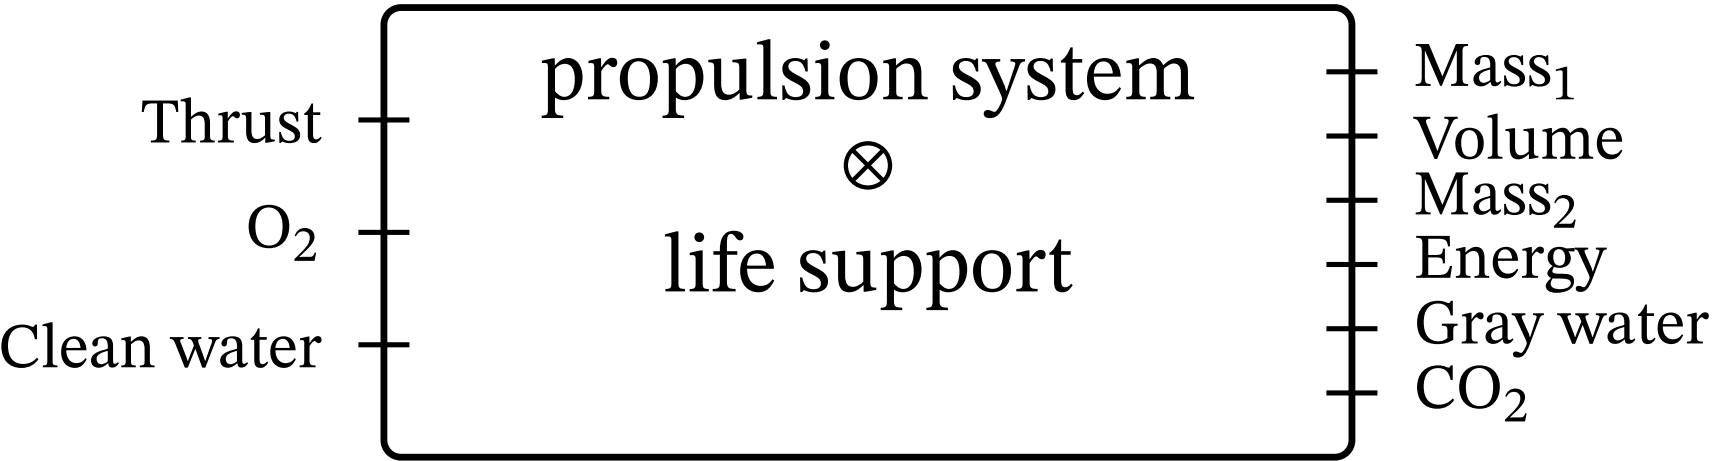 propulsion system
⊗
life support
Thrust
O₂
Clean water
Mass₁
Volume
Mass₂
Energy
Gray water
CO₂